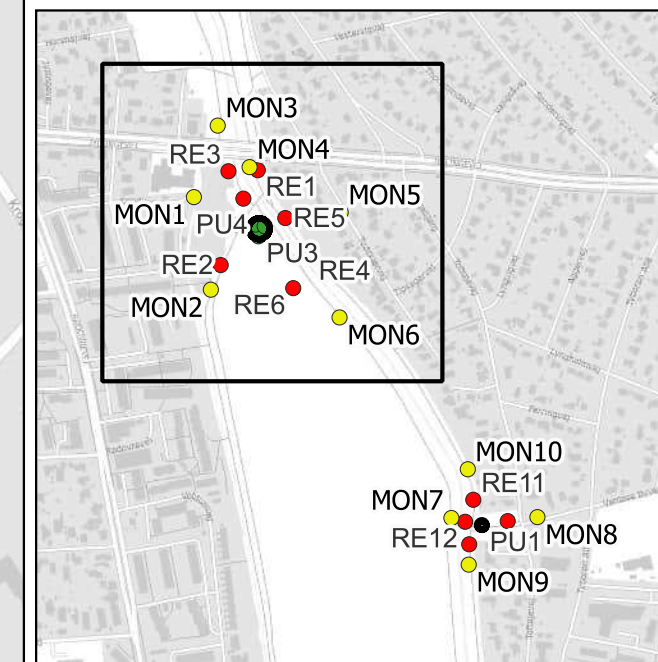 MON3
MON4
RE3
RE1
MON5
MON1
PU4
RE5
PU3
RE2
RE4
MON2
RE6
MON6
MON10
RE11
MON7
RE12
PU1
MON8
MON9